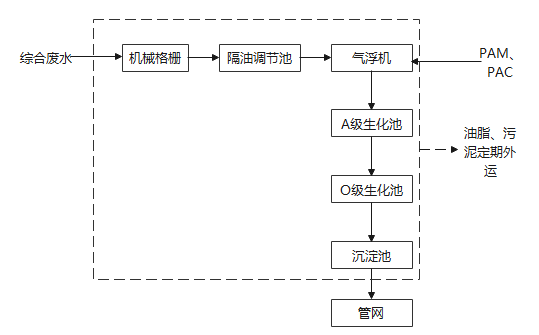 综合废水
机械格栅
隔油调节池
气浮机
PAM、
PAC
A级生化池
油脂、污
泥定期外
运
O级生化池
沉淀池
管网